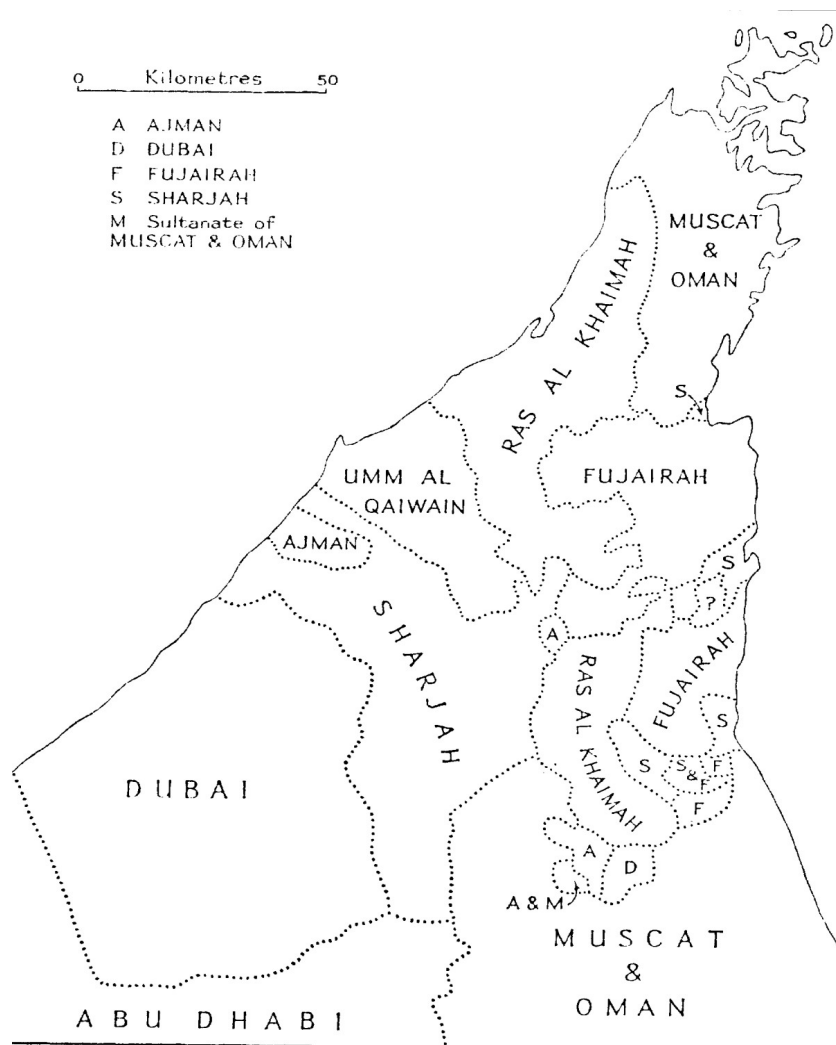 0 Kilometres 50
A AJMAN
D DUBAI
F FUJAIRAH
S SHARJAH
M Sultanate of
MUSCAT & OMAN
MUSCAT
&
OMAN
RAS AL KHAIMAH
S
UMM AL
QAIWAIN
FUJAIRAH
AJMAN
S
?
SHARJAH
A
FUJAIRAH
RAS AL KHAIMAH
S
DUBAI
S
S
&
F
F
F
A
D
A & M
MUSCAT
&
OMAN
ABU DHABI